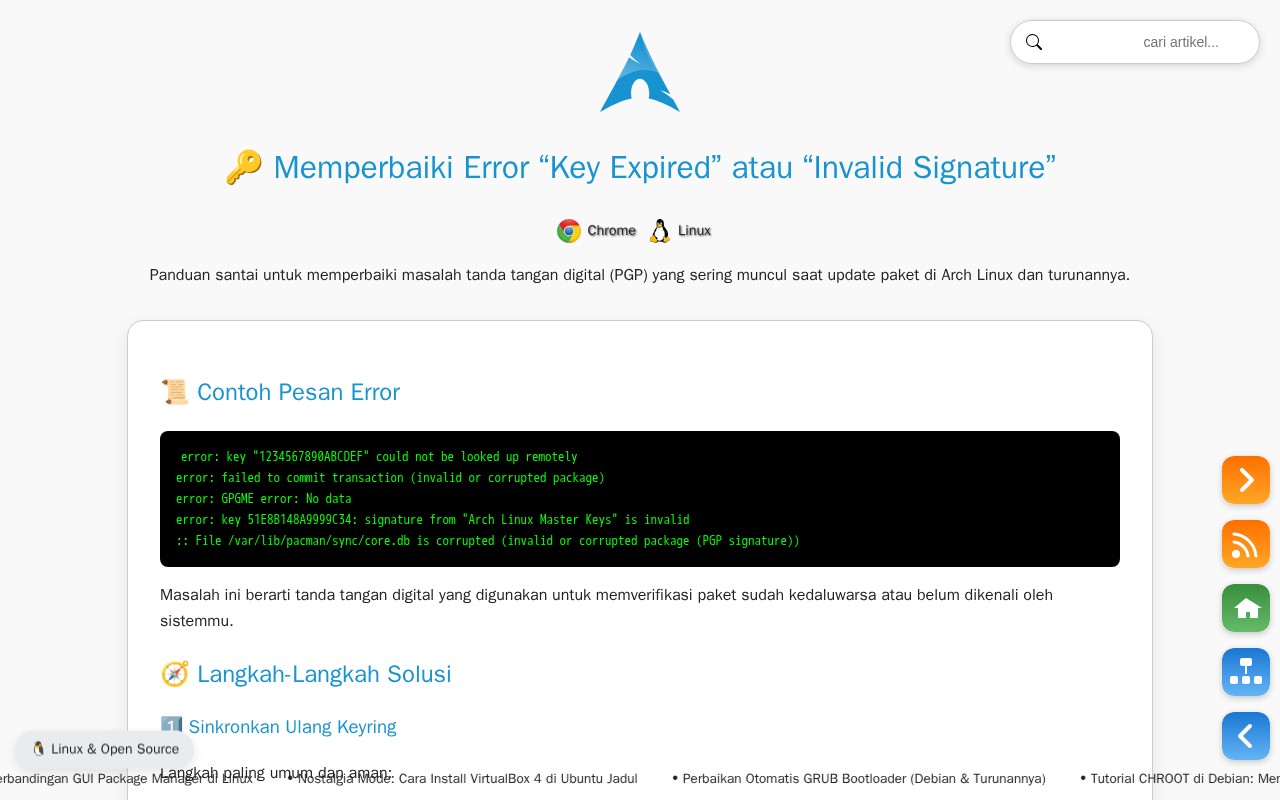 cari artikel...
🔑 Memperbaiki Error “Key Expired” atau “Invalid Signature”
Chrome Linux
Panduan santai untuk memperbaiki masalah tanda tangan digital (PGP) yang sering muncul saat update paket di Arch Linux dan turunannya.
📜 Contoh Pesan Error
error: key "1234567890ABCDEF" could not be looked up remotely
error: failed to commit transaction (invalid or corrupted package)
error: GPGME error: No data
error: key 51E8B148A9999C34: signature from "Arch Linux Master Keys" is invalid
:: File /var/lib/pacman/sync/core.db is corrupted (invalid or corrupted package (PGP signature))
Masalah ini berarti tanda tangan digital yang digunakan untuk memverifikasi paket sudah kedaluwarsa atau belum dikenali oleh
sistemmu.
🧭 Langkah-Langkah Solusi
1️⃣ Sinkronkan Ulang Keyring
🐧 Linux & Open Source
Langkah paling umum dan aman:
erbandingan GUI Package Manager di Linux • Nostalgia Mode: Cara Install VirtualBox 4 di Ubuntu Jadul • Perbaikan Otomatis GRUB Bootloader (Debian & Turunannya) • Tutorial CHROOT di Debian: Mer